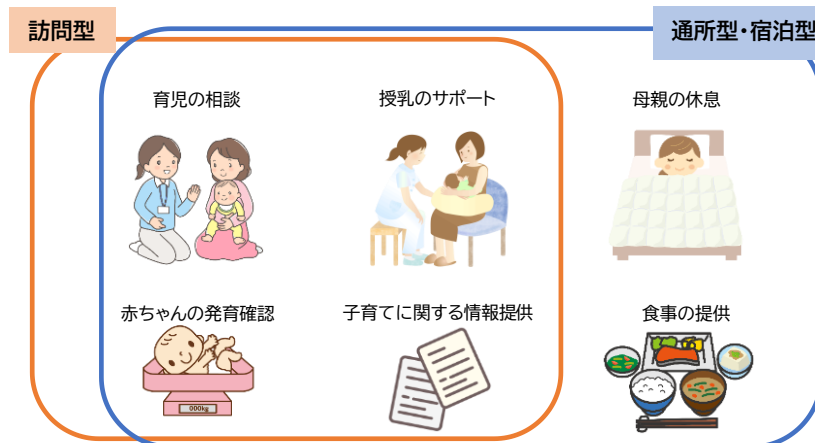 訪問型
通所型・宿泊型
育児の相談
授乳のサポート
母親の休息
赤ちゃんの発育確認
子育てに関する情報提供
食事の提供
000kg